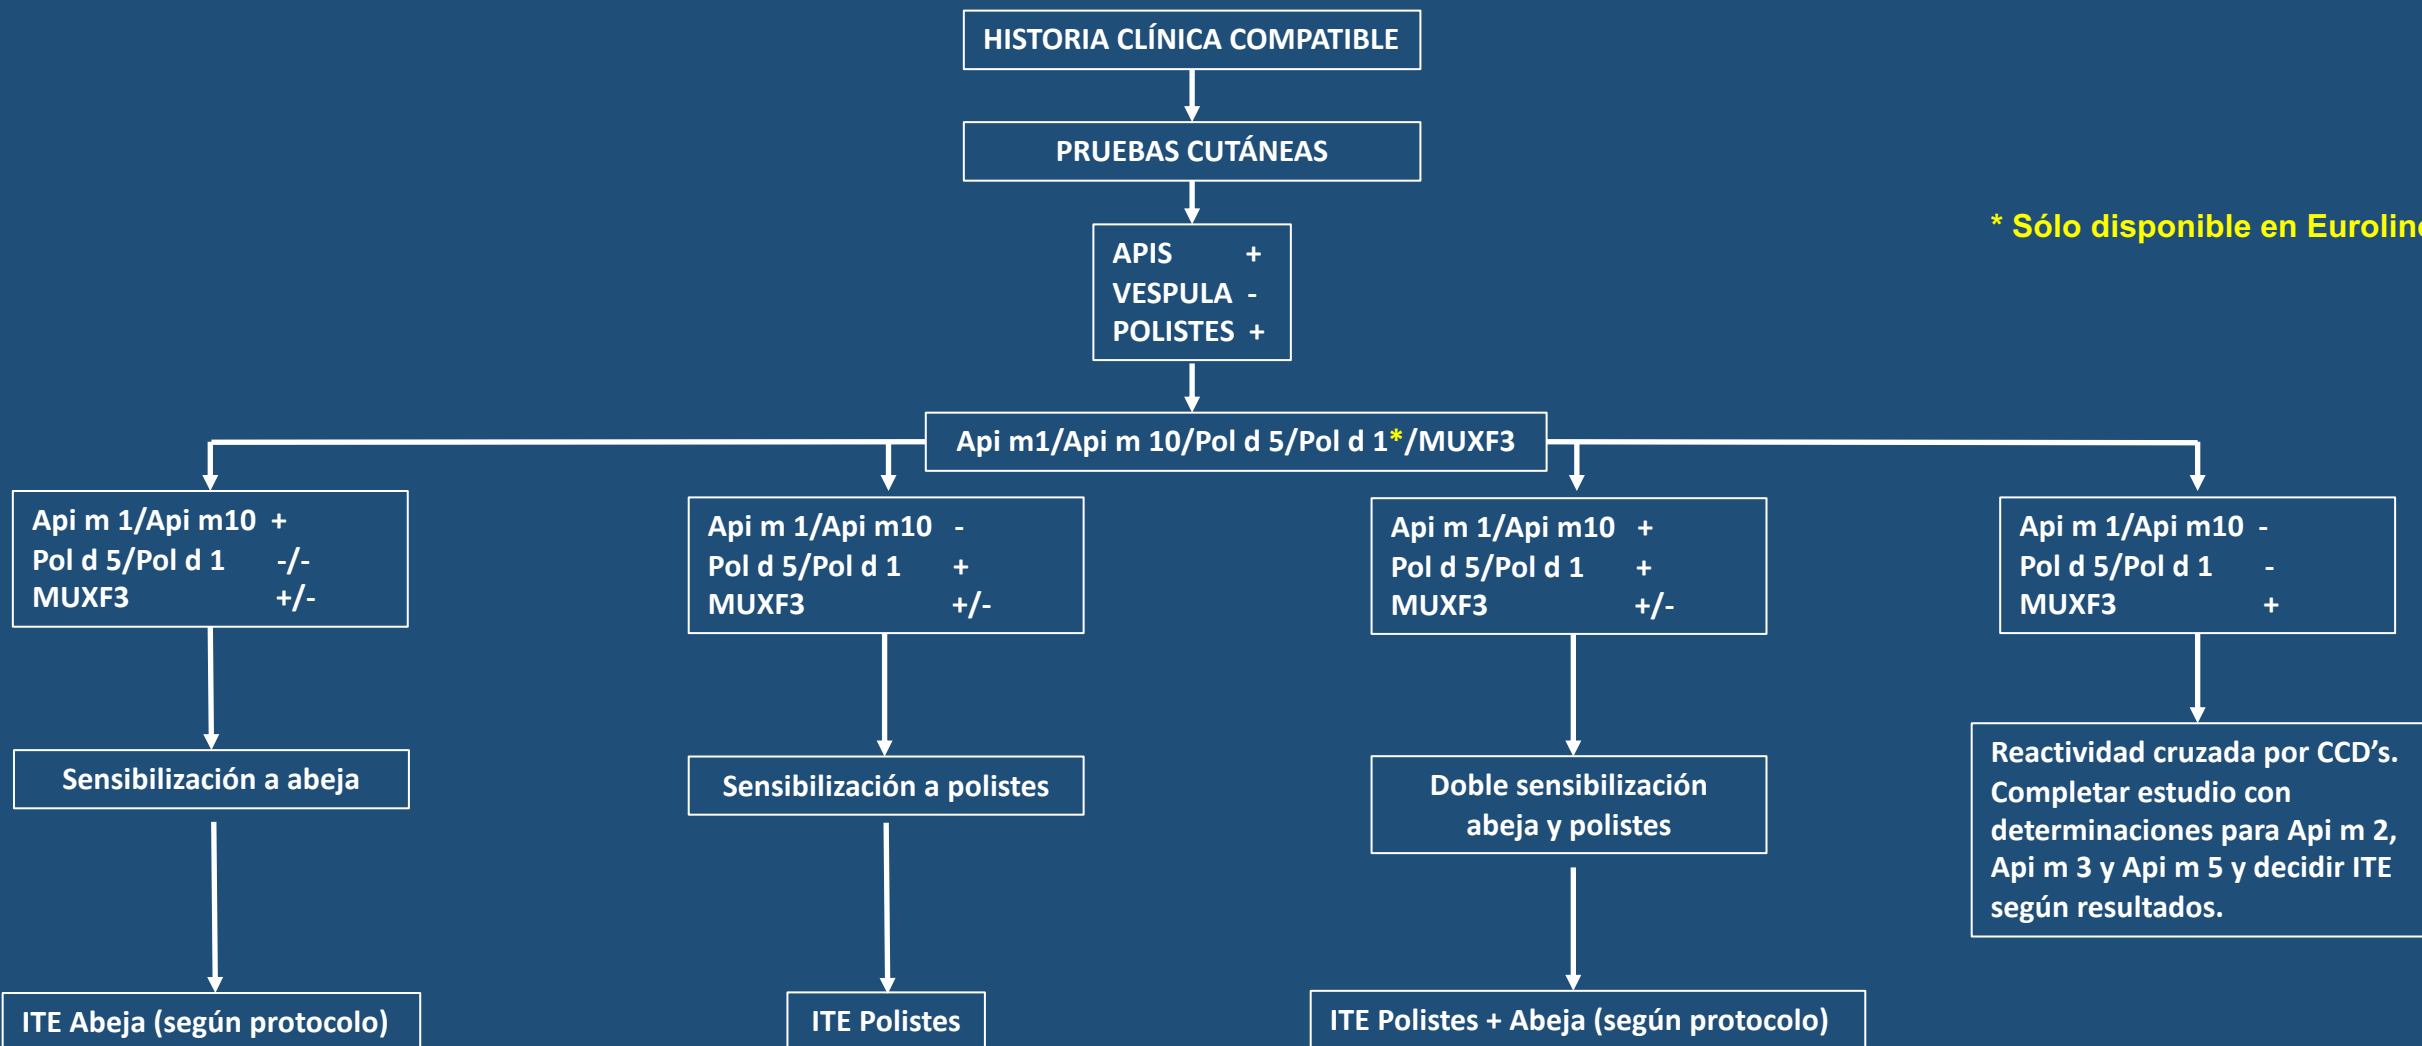 HISTORIA CLÍNICA COMPATIBLE
PRUEBAS CUTÁNEAS
* Sólo disponible en Euroline
APIS +
VESPULA -
POLISTES +
Api m1/Api m 10/Pol d 5/Pol d 1*/MUXF3
Api m 1/Api m10 +
Pol d 5/Pol d 1 -/-
MUXF3 +/-
Api m 1/Api m10 -
Pol d 5/Pol d 1 +
MUXF3 +/-
Api m 1/Api m10 +
Pol d 5/Pol d 1 +
MUXF3 +/-
Api m 1/Api m10 -
Pol d 5/Pol d 1 -
MUXF3 +
Sensibilización a abeja
Sensibilización a polistes
Doble sensibilización
abeja y polistes
Reactividad cruzada por CCD’s.
Completar estudio con
determinaciones para Api m 2,
Api m 3 y Api m 5 y decidir ITE
según resultados.
ITE Abeja (según protocolo)
ITE Polistes
ITE Polistes + Abeja (según protocolo)